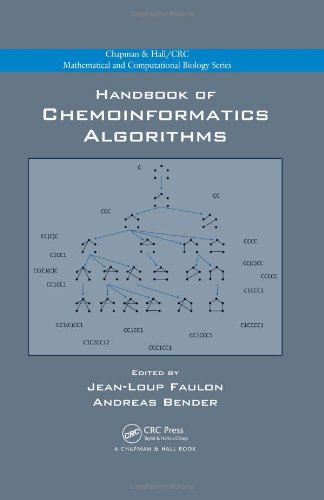 Chapman & Hall/CRC
Mathematical and Computational Biology Series
HANDBOOK OF
CHEMOINFORMATICS
ALGORITHMS
C
CC
CCC
CC(C)C
CCCC
C1CC1
CC(C)CC
CC(C)(C)C
CCCCC
CC1CC1
C1CCC1
CC1(C)CC1
C1CCCC1
CC1CC1
CC1CCC1
C1C2CC12
CCC1CC1
EDITED BY
JEAN-LOUP FAULON
ANDREAS BENDER
CRC Press
Taylor & Francis Group
A CHAPMAN & HALL BOOK